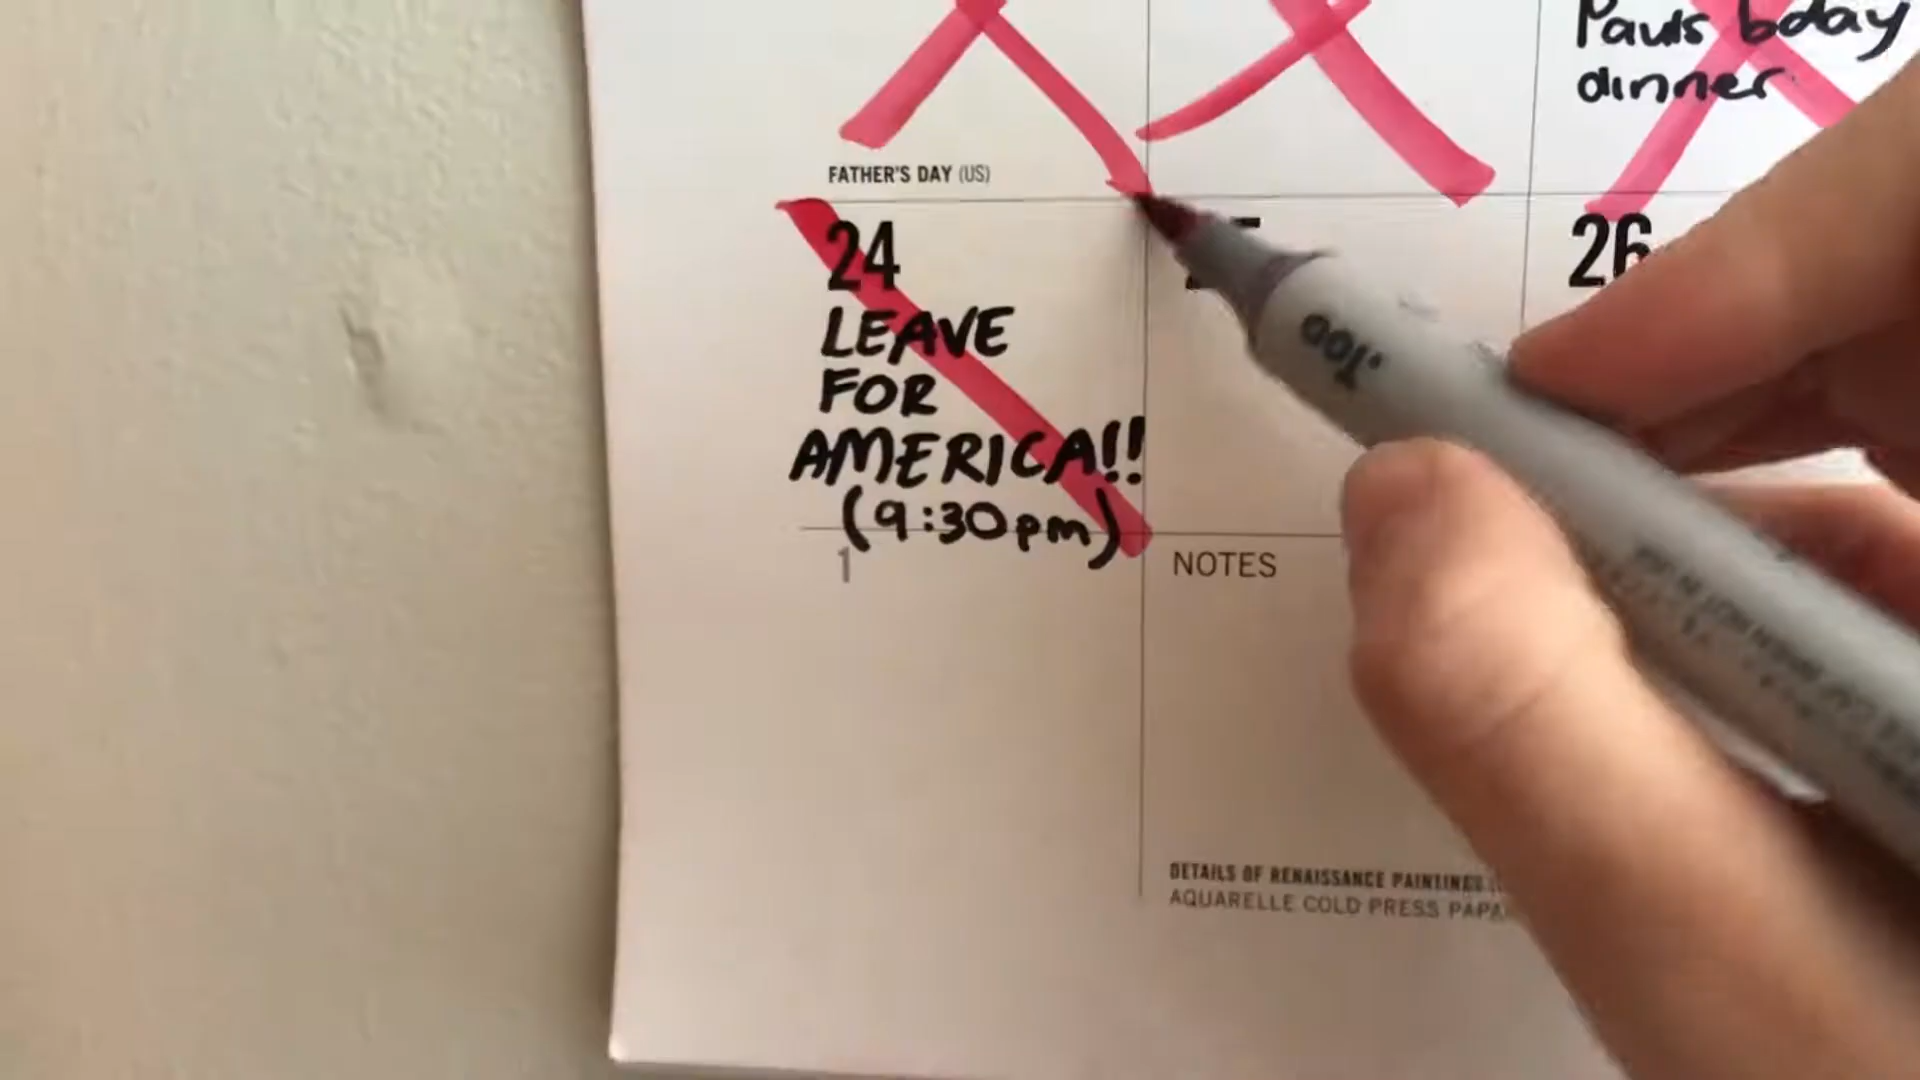 Pauls bday
dinner
FATHER'S DAY (US)
24
26
LEAVE
FOR
AMERICA!!
(9:30pm)
1
NOTES
.Too
DETAILS OF RENAISSANCE PAINTINGS
AQUARELLE COLD PRESS